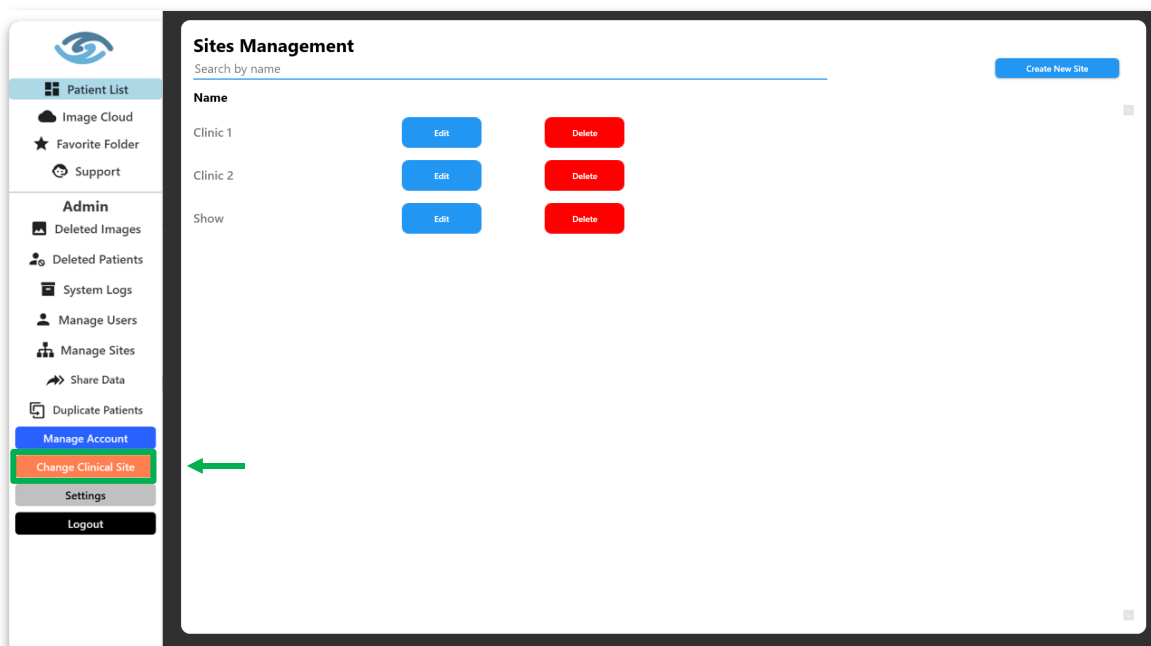 Patient List
Image Cloud
Favorite Folder
Support
Admin
Deleted Images
Deleted Patients
System Logs
Manage Users
Manage Sites
Share Data
Duplicate Patients
Manage Account
Change Clinical Site
Settings
Logout
Sites Management
Search by name
Create New Site
Name
Clinic 1 Edit Delete
Clinic 2 Edit Delete
Show Edit Delete